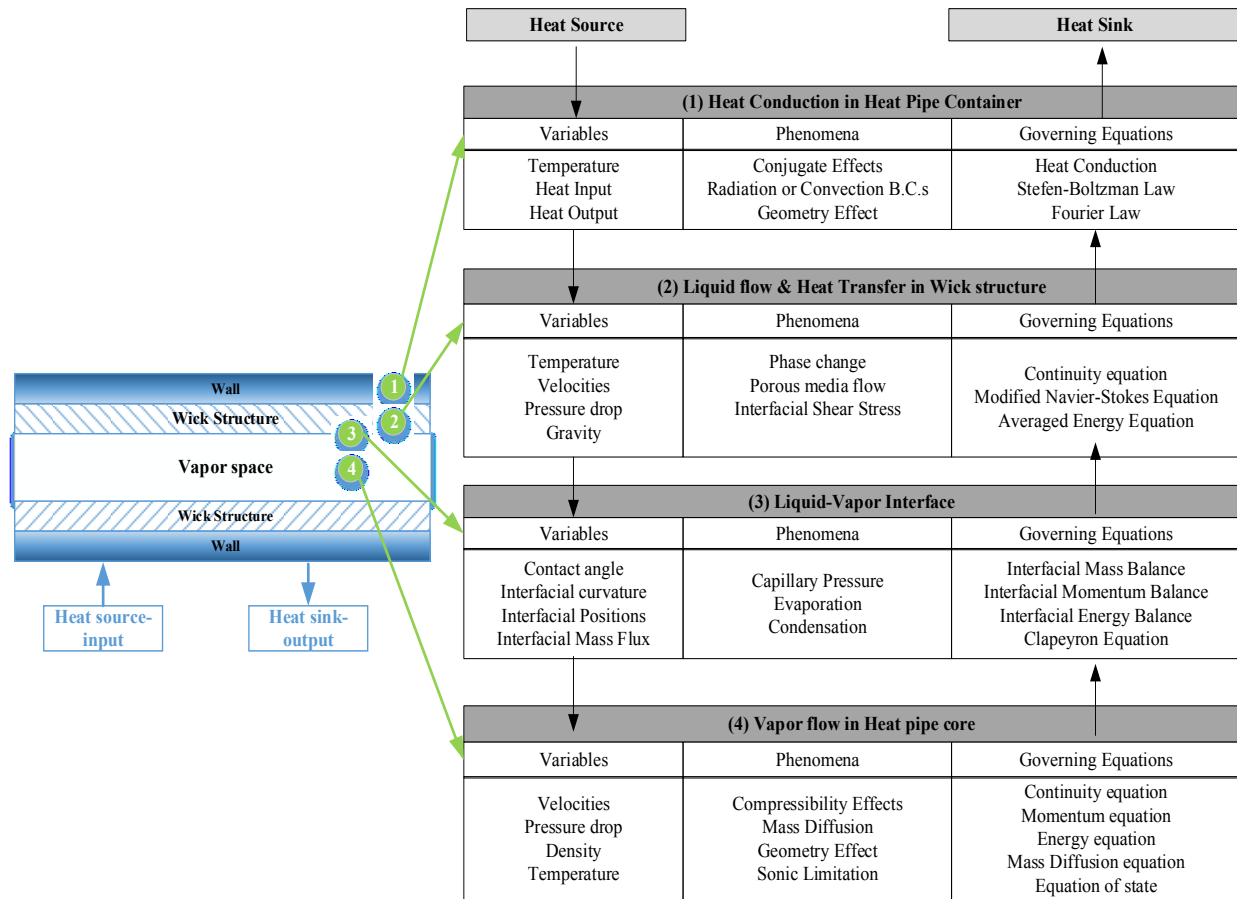 Heat Source
Heat Sink
(1) Heat Conduction in Heat Pipe Container
Variables
Phenomena
Governing Equations
Temperature
Heat Input
Heat Output
Conjugate Effects
Radiation or Convection B.C.s
Geometry Effect
Heat Conduction
Stefen-Boltzman Law
Fourier Law
(2) Liquid flow & Heat Transfer in Wick structure
Variables
Phenomena
Governing Equations
Temperature
Velocities
Pressure drop
Gravity
Phase change
Porous media flow
Interfacial Shear Stress
Continuity equation
Modified Navier-Stokes Equation
Averaged Energy Equation
(3) Liquid-Vapor Interface
Variables
Phenomena
Governing Equations
Contact angle
Interfacial curvature
Interfacial Positions
Interfacial Mass Flux
Capillary Pressure
Evaporation
Condensation
Interfacial Mass Balance
Interfacial Momentum Balance
Interfacial Energy Balance
Clapeyron Equation
(4) Vapor flow in Heat pipe core
Variables
Phenomena
Governing Equations
Velocities
Pressure drop
Density
Temperature
Compressibility Effects
Mass Diffusion
Geometry Effect
Sonic Limitation
Continuity equation
Momentum equation
Energy equation
Mass Diffusion equation
Equation of state
Wall
1
Wick Structure
2
3
Vapor space
4
Wick Structure
Wall
Heat source-
input
Heat sink-
output